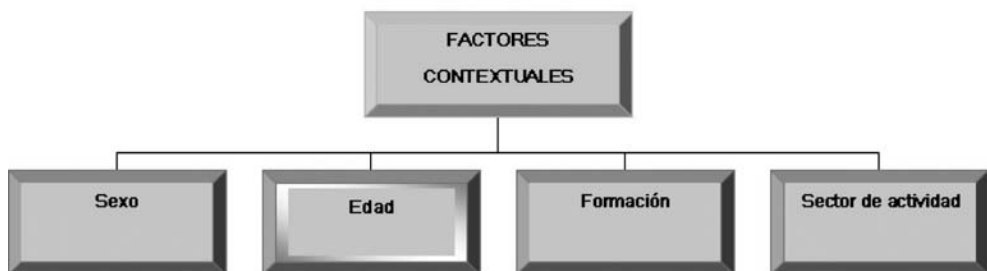 FACTORES
CONTEXTUALES
Sexo
Edad
Formación
Sector de actividad